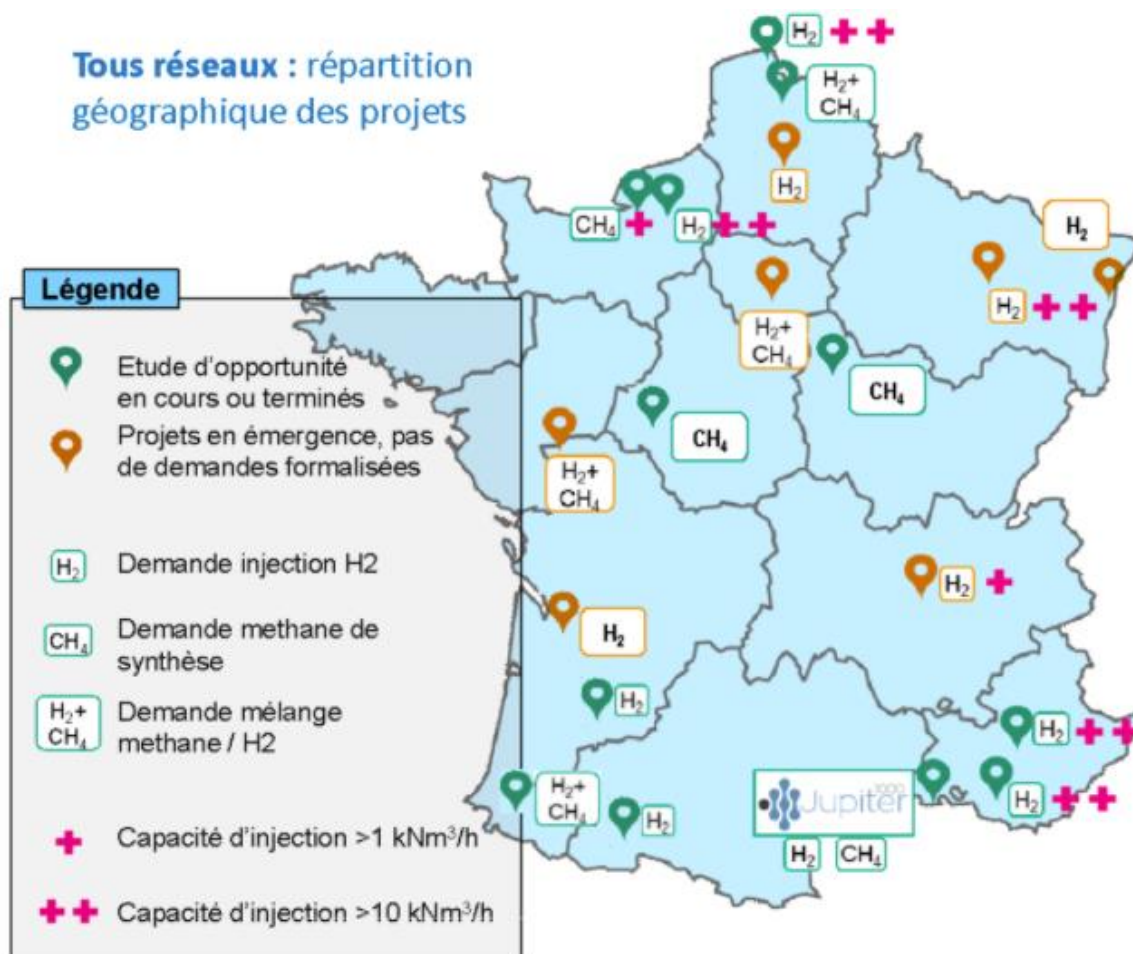 Tous réseaux : répartition
géographique des projets
H₂
H₂+
CH₄
H₂
CH₄
H₂
H₂
H₂
H₂+
CH₄
CH₄
CH₄
H₂+
CH₄
H₂
H₂
H₂
H₂
H₂+
CH₄
H₂
Jupiter 1000
H₂
H₂
CH₄
Légende
Etude d'opportunité
en cours ou terminés
Projets en émergence, pas
de demandes formalisées
H₂
Demande injection H2
CH₄
Demande methane de
synthèse
H₂+
CH₄
Demande mélange
methane / H2
Capacité d'injection >1 kNm³/h
Capacité d'injection >10 kNm³/h